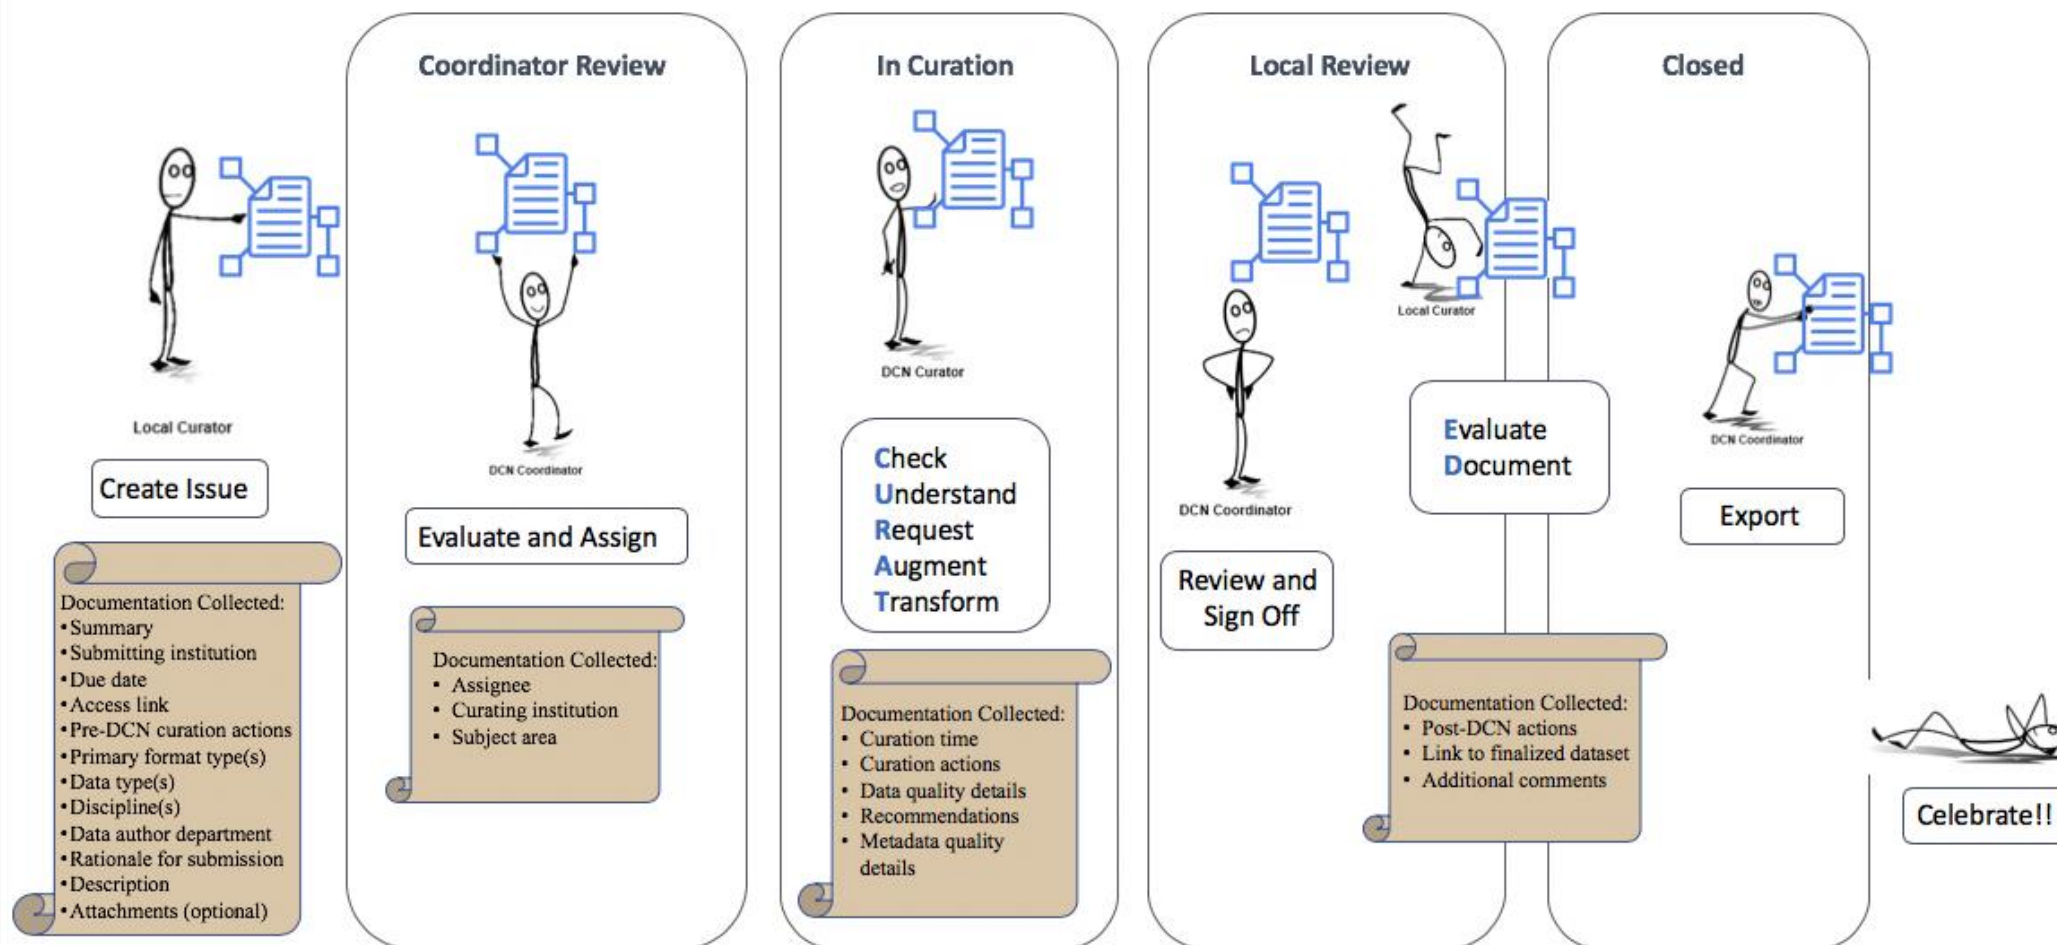 Local Curator
Create Issue
Documentation Collected:
•Summary
•Submitting institution
•Due date
•Access link
•Pre-DCN curation actions
•Primary format type(s)
•Data type(s)
•Discipline(s)
•Data author department
•Rationale for submission
•Description
•Attachments (optional)
Coordinator Review
DCN Coordinator
Evaluate and Assign
Documentation Collected:
• Assignee
• Curating institution
• Subject area
In Curation
DCN Curator
Check
Understand
Request
Augment
Transform
Documentation Collected:
• Curation time
• Curation actions
• Data quality details
• Recommendations
• Metadata quality
details
Local Review
DCN Coordinator
Review and
Sign Off
Local Curator
Evaluate
Document
Documentation Collected:
• Post-DCN actions
• Link to finalized dataset
• Additional comments
Closed
DCN Coordinator
Export
Celebrate!!